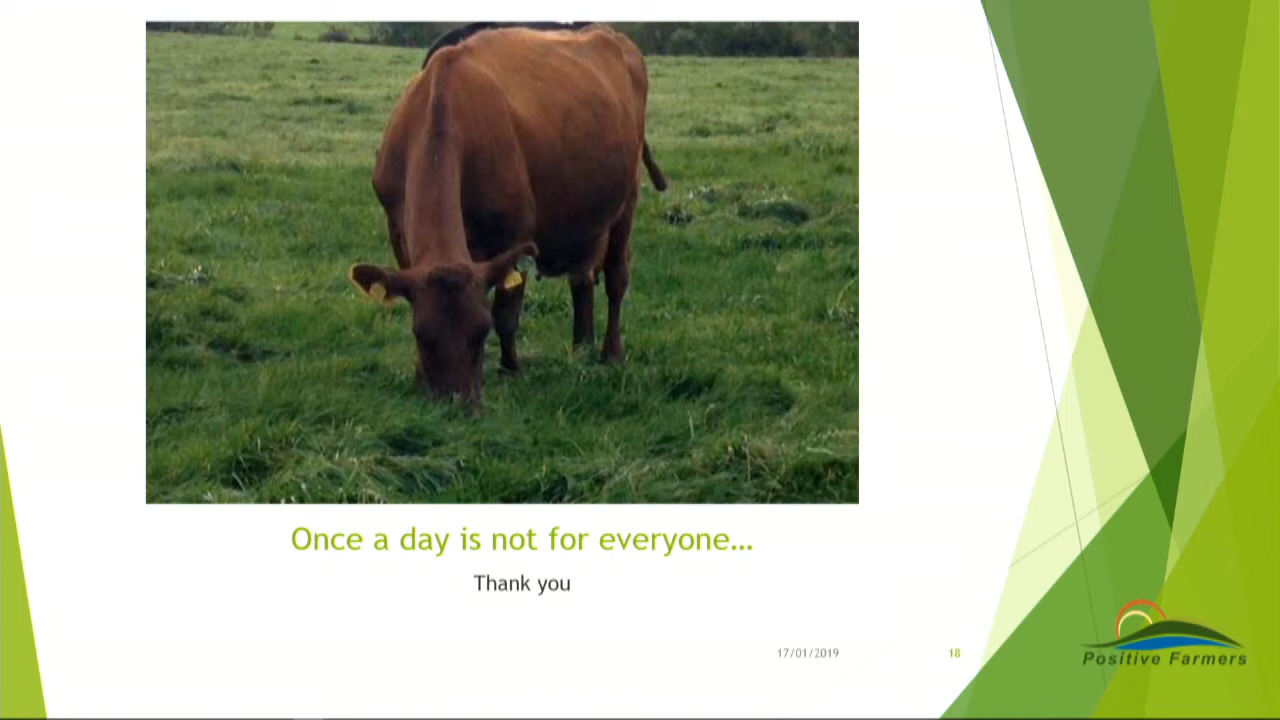 Once a day is not for everyone…
Thank you
17/01/2019
18
Positive Farmers